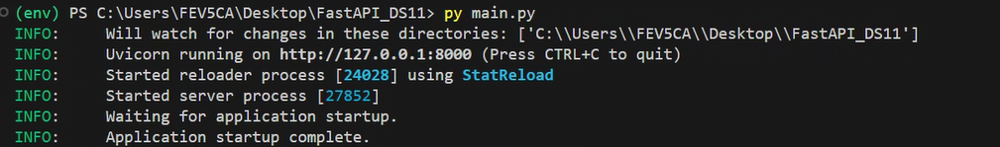 (env) PS C:\Users\FEV5CA\Desktop\FastAPI_DS11> py main.py
INFO:     Will watch for changes in these directories: ['C:\\Users\\FEV5CA\\Desktop\\FastAPI_DS11']
INFO:     Uvicorn running on http://127.0.0.1:8000 (Press CTRL+C to quit)
INFO:     Started reloader process [24028] using StatReload
INFO:     Started server process [27852]
INFO:     Waiting for application startup.
INFO:     Application startup complete.